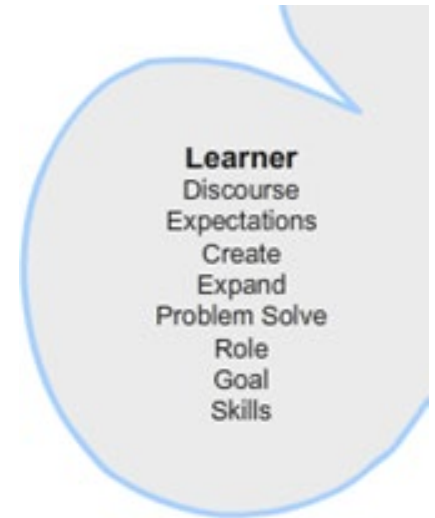 Learner
Discourse
Expectations
Create
Expand
Problem Solve
Role
Goal
Skills